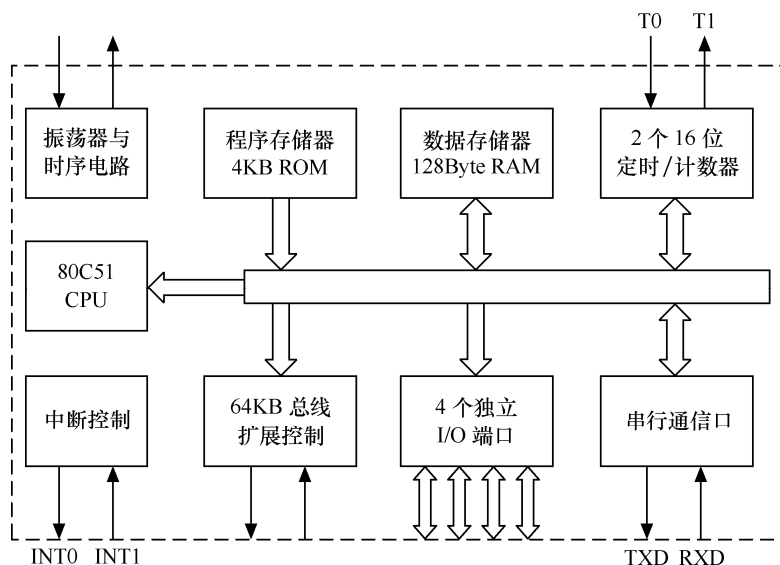 T0 T1
振荡器与
时序电路
程序存储器
4KB ROM
数据存储器
128Byte RAM
2 个 16 位
定时/计数器
80C51
CPU
中断控制
64KB 总线
扩展控制
4 个独立
I/O 端口
串行通信口
INT0 INT1
TXD RXD